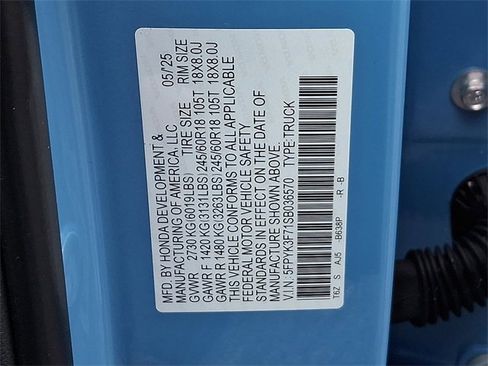 MFD. BY HONDA DEVELOPMENT & 05/25
MANUFACTURING OF AMERICA, LLC
TIRE SIZE RIM SIZE
GVWR 2730 KG (6019LBS)
GAWR F 1420 KG (3131LBS) 245/60R18 105T 18X8.0J
GAWR R 1480 KG (3263LBS) 245/60R18 105T 18X8.0J
THIS VEHICLE CONFORMS TO ALL APPLICABLE
FEDERAL MOTOR VEHICLE SAFETY
STANDARDS IN EFFECT ON THE DATE OF
MANUFACTURE SHOWN ABOVE.
V.I.N: 5FPYK3F71SB036570 TYPE:TRUCK
T6Z S AJ5 -B638P -R -B